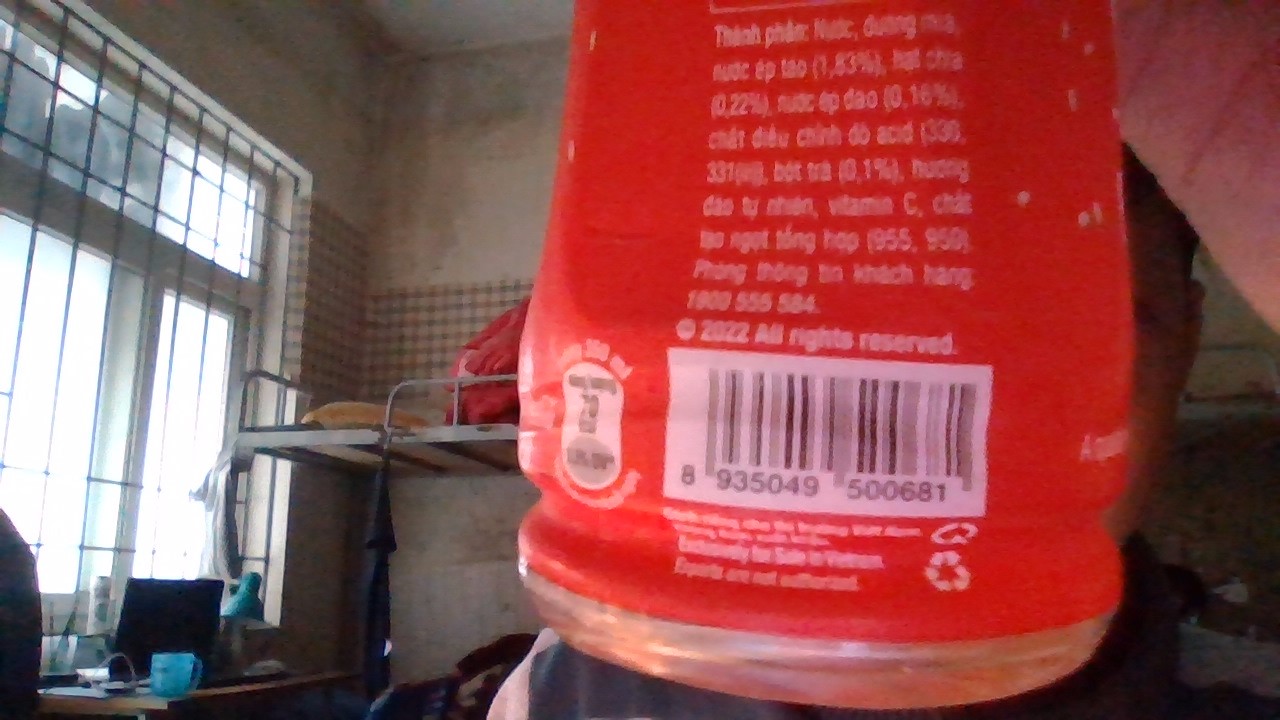 Thành phần: Nước, đường mía,
nước ép táo (1,83%), hạt chia
(0,22%), nước ép đào (0,16%),
chất điều chỉnh độ acid (330,
331(iii)), bột trà (0,1%), hương
đào tự nhiên, vitamin C, chất
tạo ngọt tổng hợp (955, 950).
Phòng thông tin khách hàng
1900 555 584.
© 2022 All rights reserved.
8 935049 500681
Exclusively for Sale in Vietnam.
Exports are not authorized.